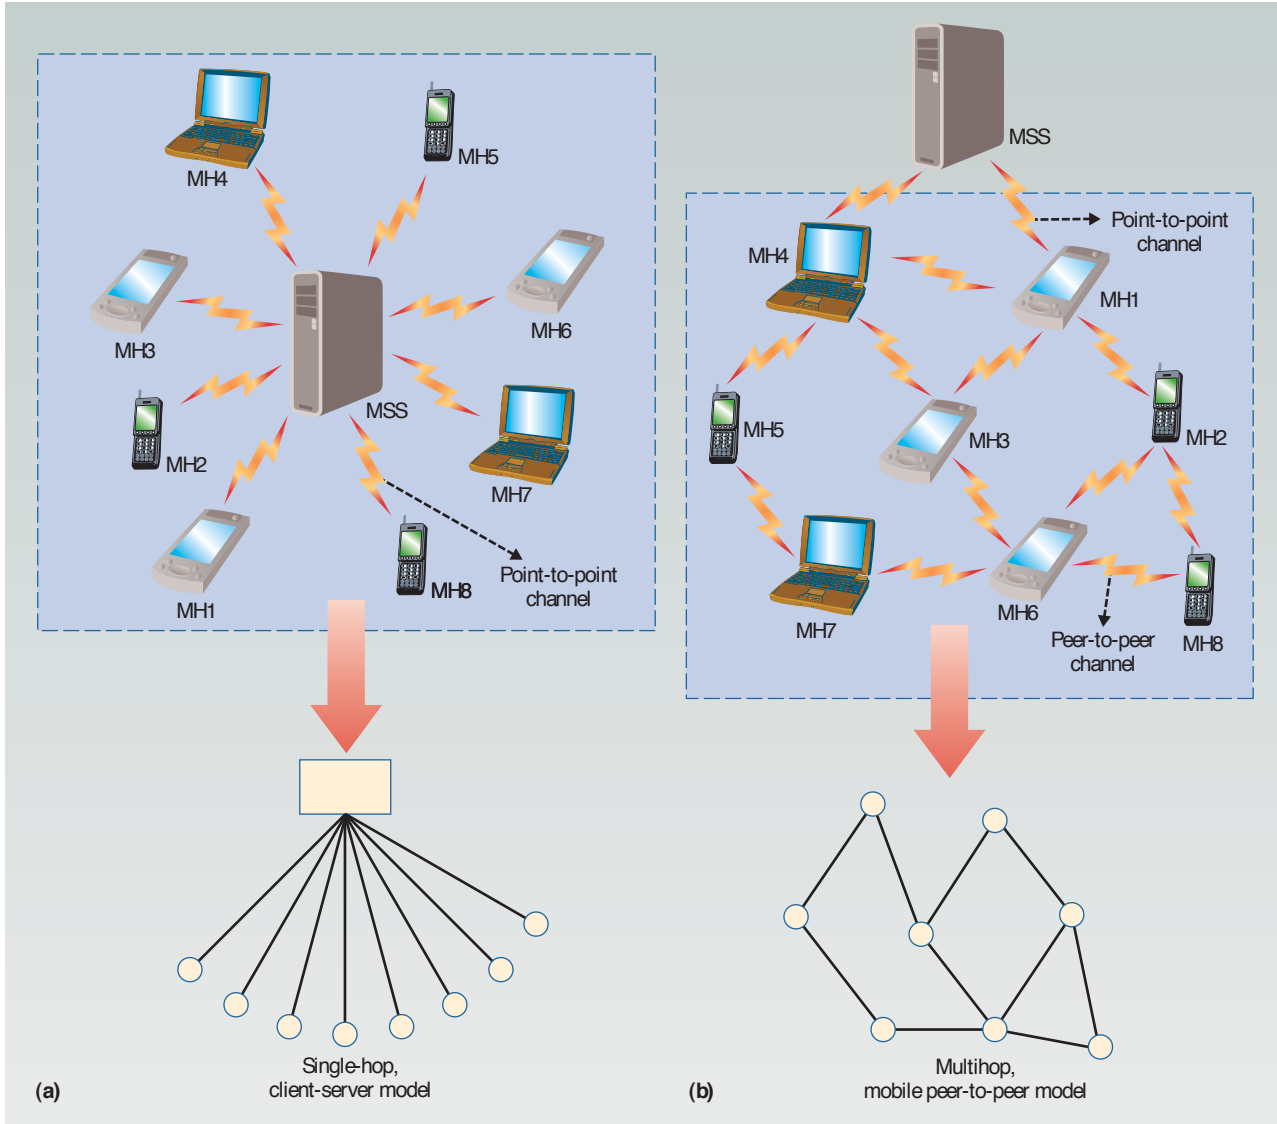 MH4
MH5
MH3
MH6
MSS
MH2
MH7
MH1
MH8
Point-to-point
channel
Single-hop,
client-server model
(a)
MSS
Point-to-point
channel
MH4
MH1
MH5
MH3
MH2
MH7
MH6
MH8
Peer-to-peer
channel
Multihop,
mobile peer-to-peer model
(b)